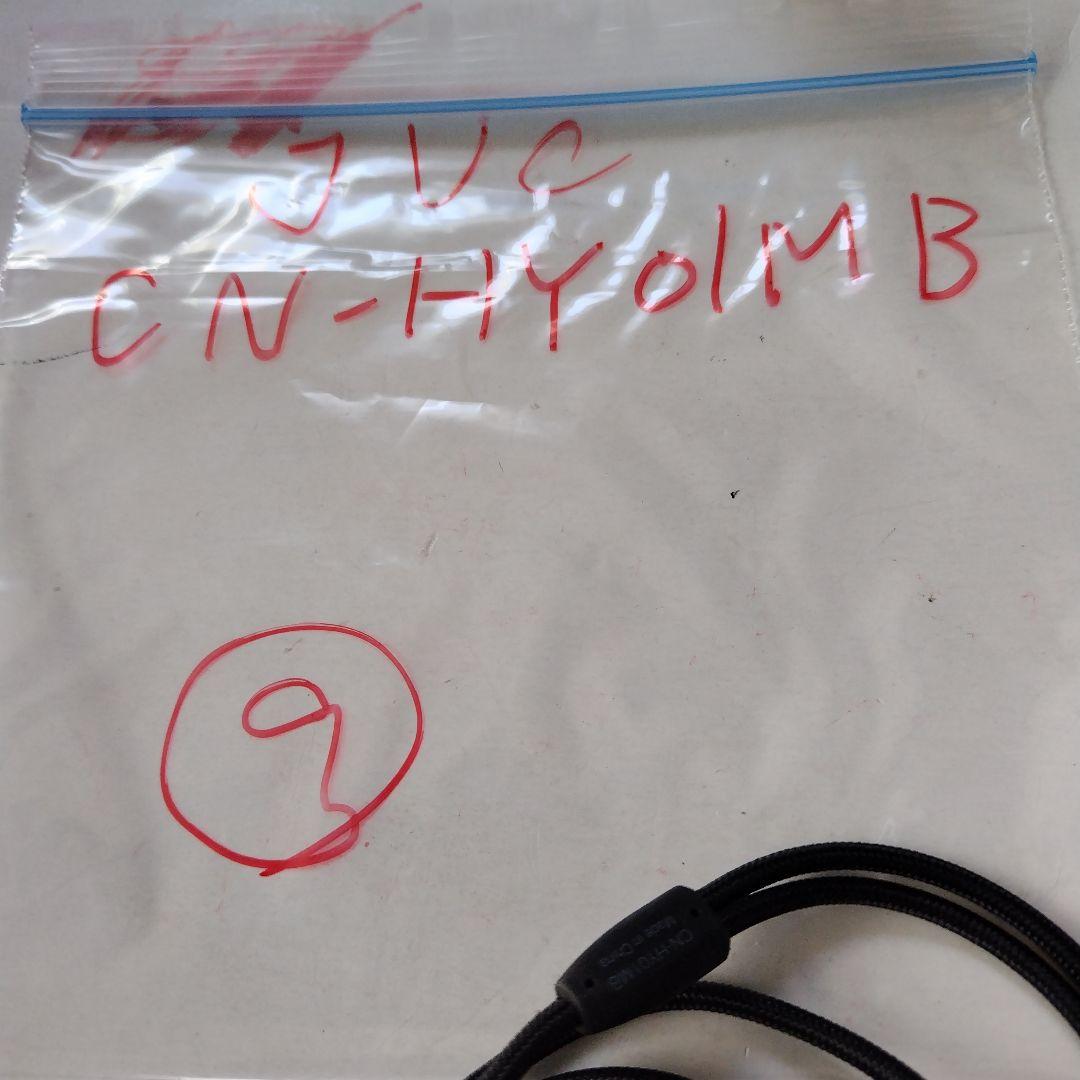 JVC
CN-HY01MB
9
CN-HY01MB
Made in China